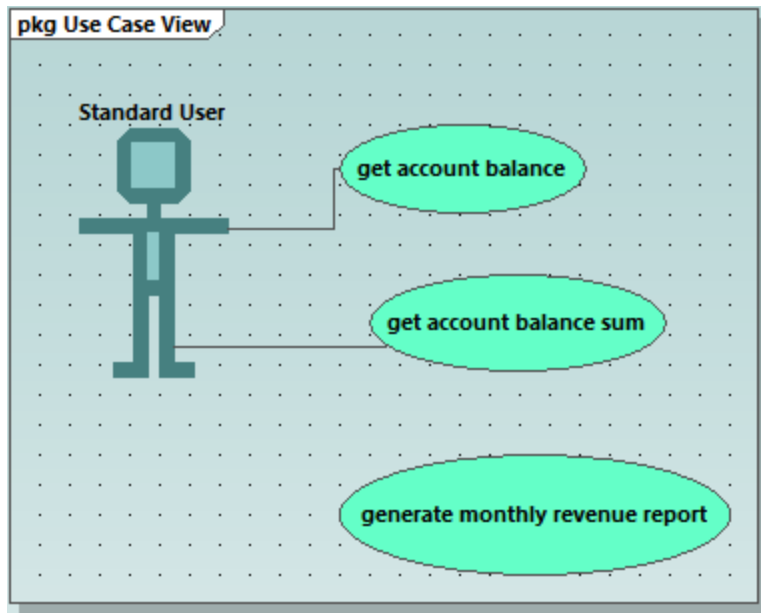 pkg Use Case View
Standard User
get account balance
get account balance sum
generate monthly revenue report